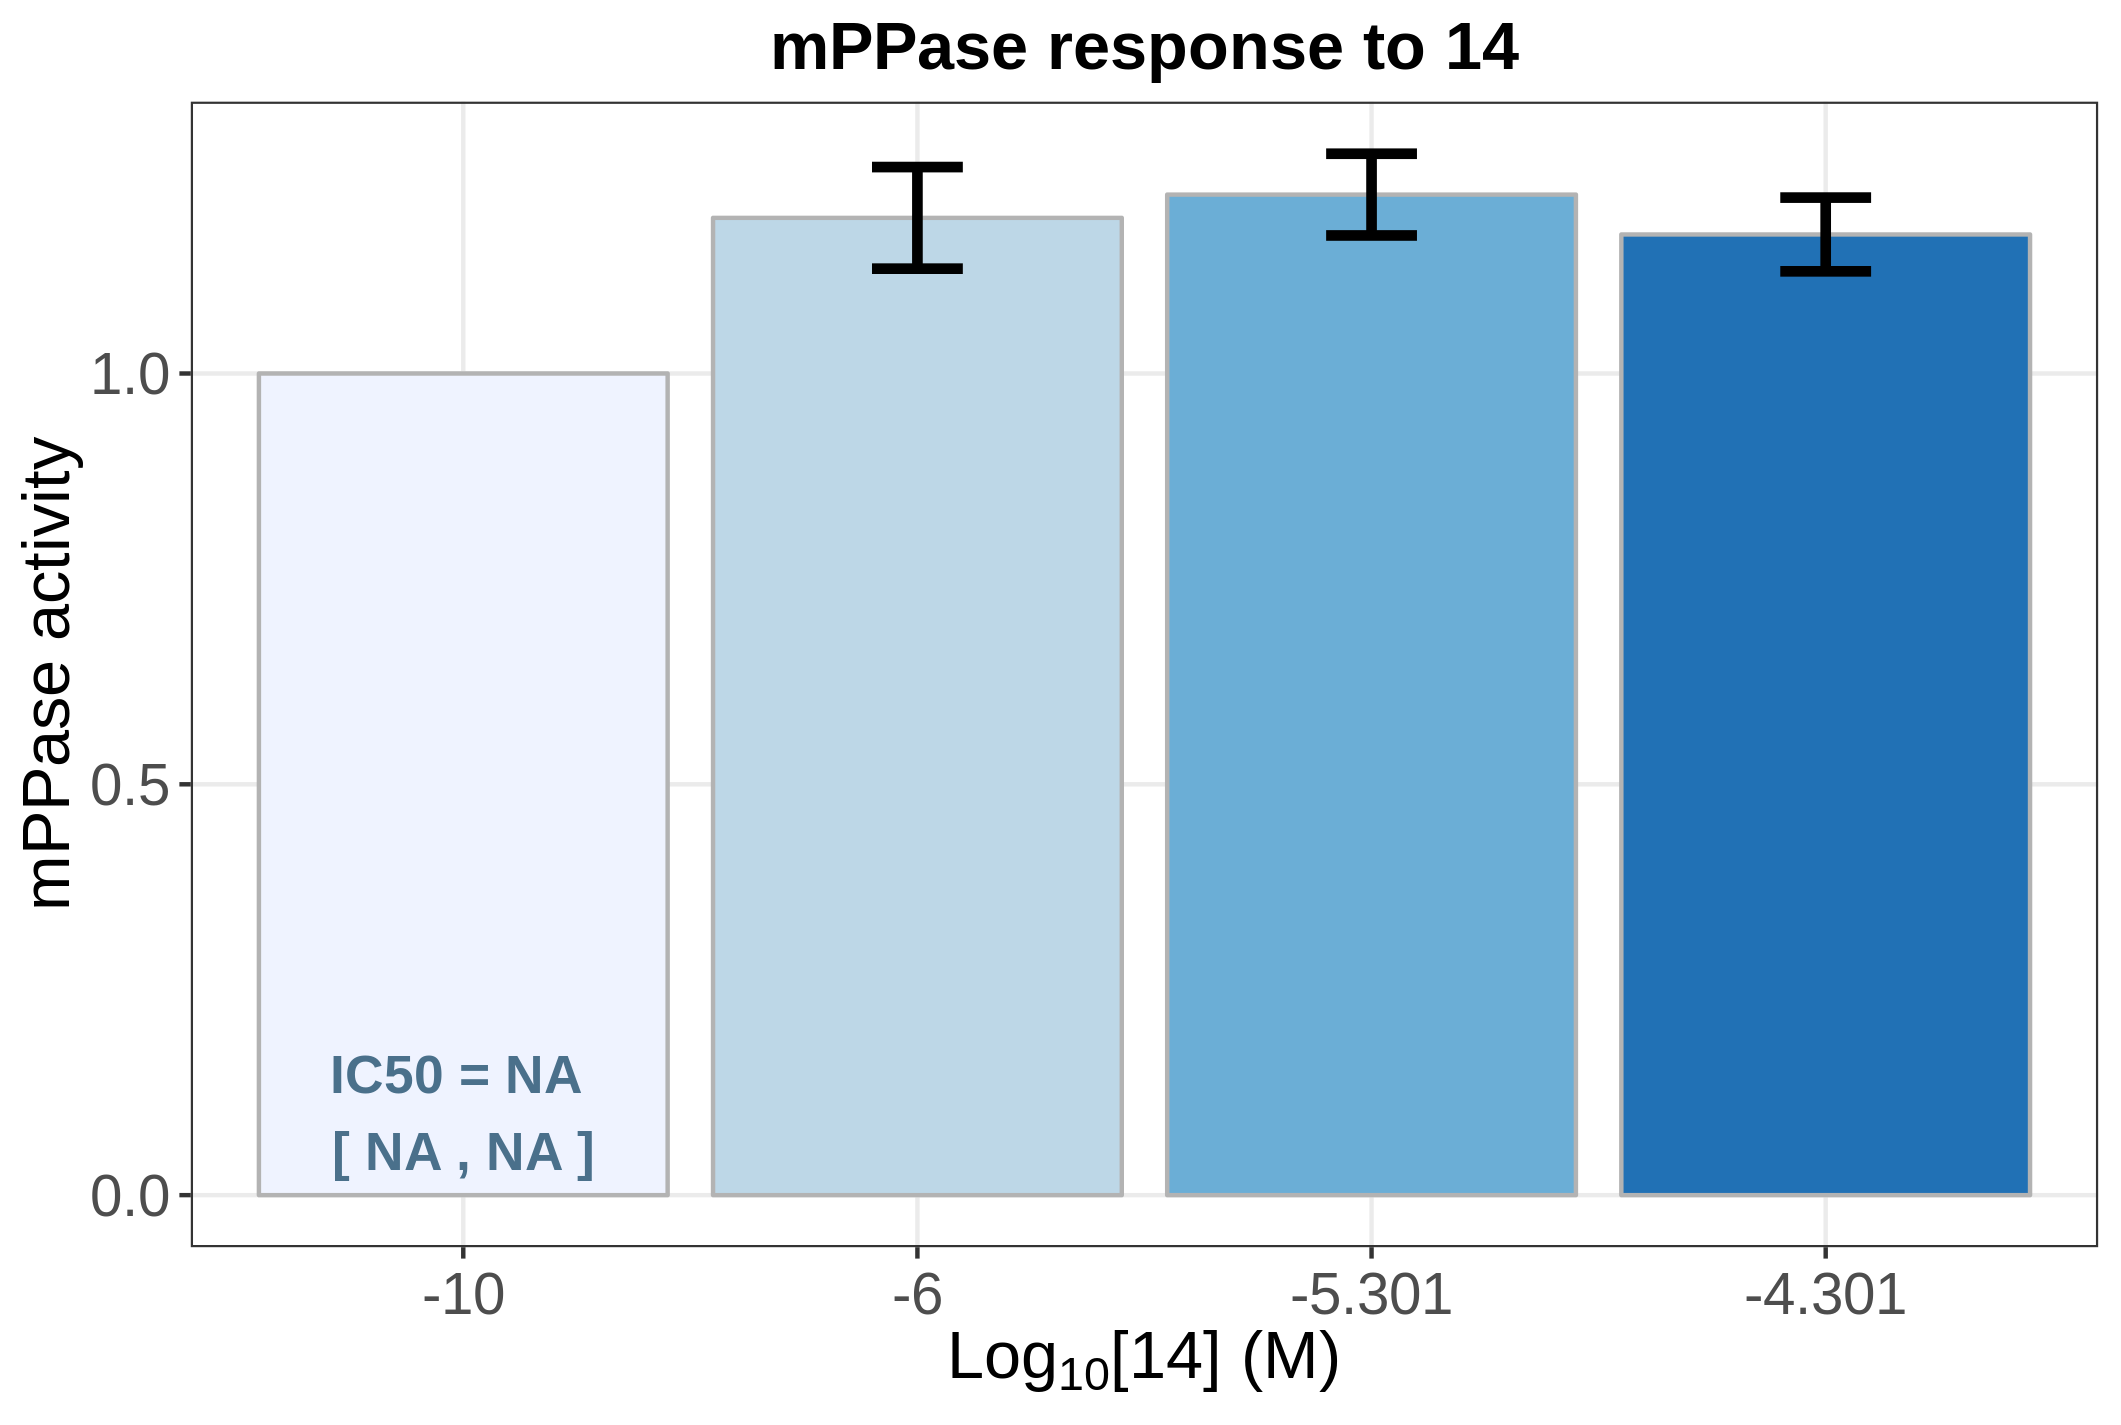 mPPase response to 14
mPPase activity
1.0
0.5
0.0
IC50 = NA
[ NA , NA ]
-10
-6
-5.301
-4.301
Log₁₀[14] (M)